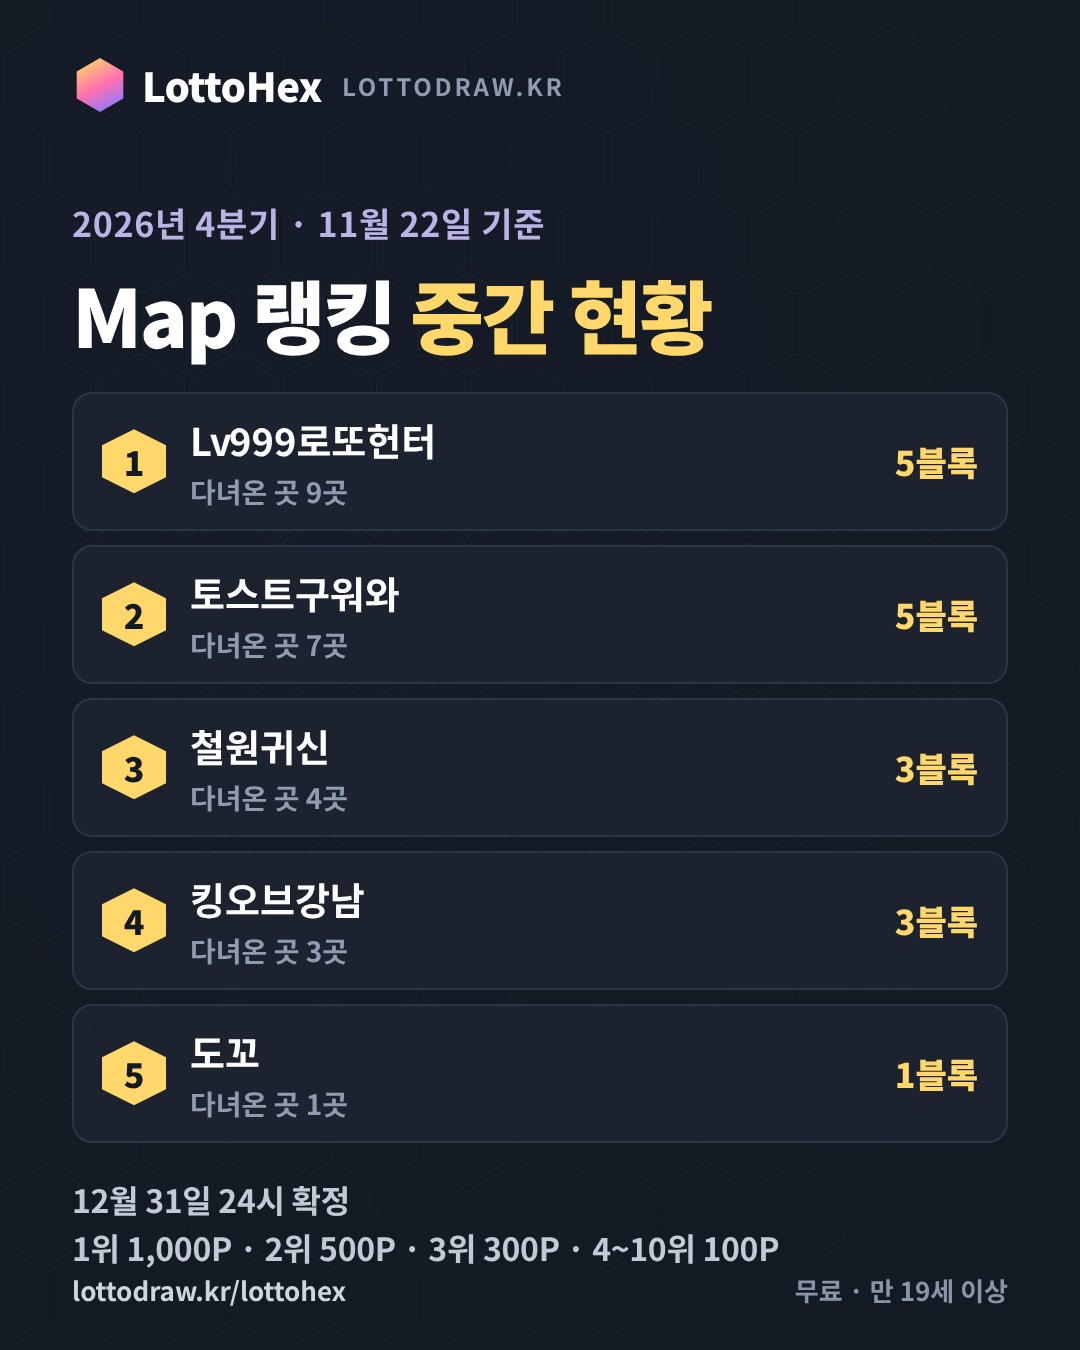 LottoHex LOTTODRAW.KR
2026년 4분기 · 11월 22일 기준
Map 랭킹 중간 현황
1 Lv999로또헌터 5블록
다녀온 곳 9곳
2 토스트구워와 5블록
다녀온 곳 7곳
3 철원귀신 3블록
다녀온 곳 4곳
4 킹오브강남 3블록
다녀온 곳 3곳
5 도꼬 1블록
다녀온 곳 1곳
12월 31일 24시 확정
1위 1,000P · 2위 500P · 3위 300P · 4~10위 100P
lottodraw.kr/lottohex 무료 · 만 19세 이상